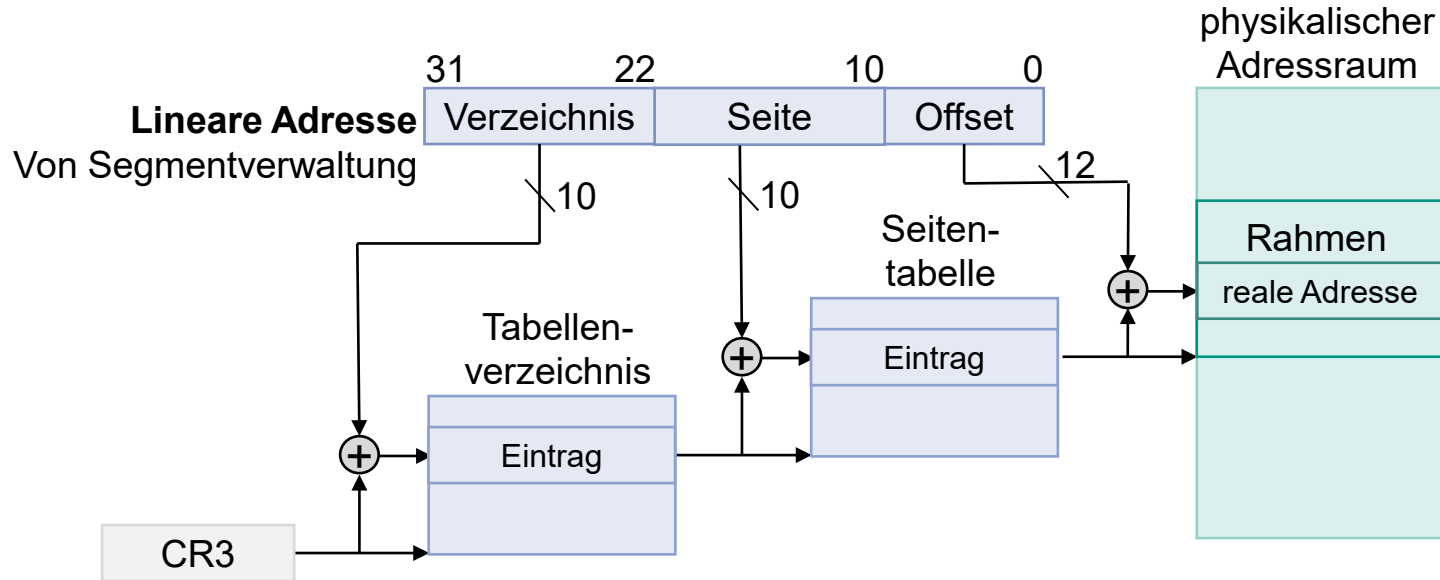 physikalischer
Adressraum
31 22 10 0
Lineare Adresse
Von Segmentverwaltung
Verzeichnis Seite Offset
10 10 12
Seiten-
tabelle
Rahmen
reale Adresse
Tabellen-
verzeichnis
+
+
Eintrag
+
Eintrag
CR3